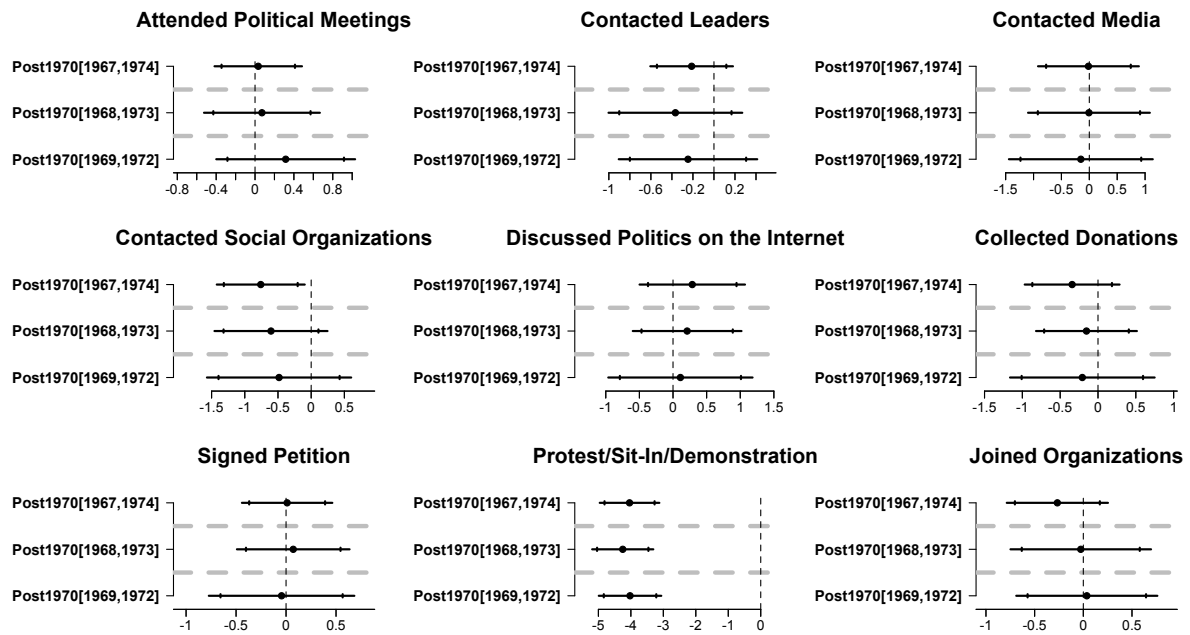 Attended Political Meetings
Post1970[1967,1974]
Post1970[1968,1973]
Post1970[1969,1972]
-0.8 -0.4 0 0.4 0.8
Contacted Leaders
Post1970[1967,1974]
Post1970[1968,1973]
Post1970[1969,1972]
-1 -0.6 -0.2 0.2
Contacted Media
Post1970[1967,1974]
Post1970[1968,1973]
Post1970[1969,1972]
-1.5 -1 -0.5 0 0.5 1
Contacted Social Organizations
Post1970[1967,1974]
Post1970[1968,1973]
Post1970[1969,1972]
-1.5 -1 -0.5 0 0.5
Discussed Politics on the Internet
Post1970[1967,1974]
Post1970[1968,1973]
Post1970[1969,1972]
-1 -0.5 0 0.5 1 1.5
Collected Donations
Post1970[1967,1974]
Post1970[1968,1973]
Post1970[1969,1972]
-1.5 -1 -0.5 0 0.5 1
Signed Petition
Post1970[1967,1974]
Post1970[1968,1973]
Post1970[1969,1972]
-1 -0.5 0 0.5
Protest/Sit-In/Demonstration
Post1970[1967,1974]
Post1970[1968,1973]
Post1970[1969,1972]
-5 -4 -3 -2 -1 0
Joined Organizations
Post1970[1967,1974]
Post1970[1968,1973]
Post1970[1969,1972]
-1 -0.5 0 0.5